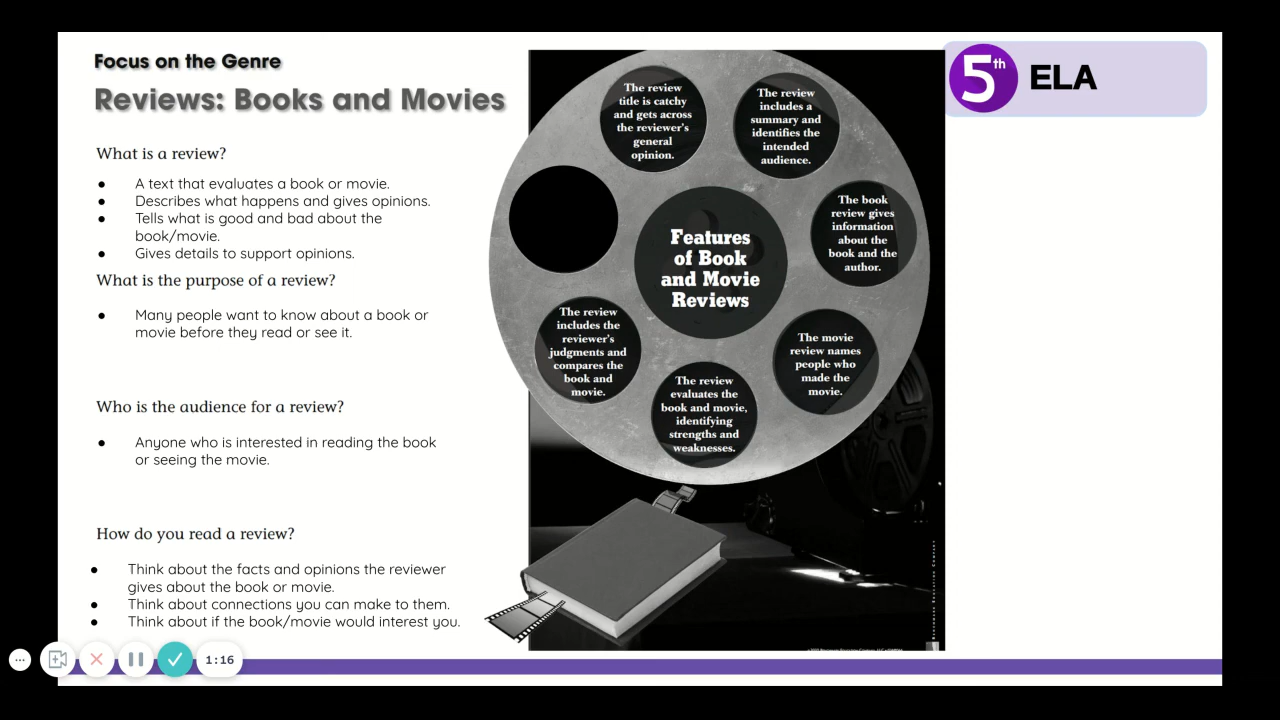 Focus on the Genre
Reviews: Books and Movies
What is a review?
● A text that evaluates a book or movie.
● Describes what happens and gives opinions.
● Tells what is good and bad about the
book/movie.
● Gives details to support opinions.
What is the purpose of a review?
● Many people want to know about a book or
movie before they read or see it.
Who is the audience for a review?
● Anyone who is interested in reading the book
or seeing the movie.
How do you read a review?
● Think about the facts and opinions the reviewer
gives about the book or movie.
● Think about connections you can make to them.
● Think about if the book/movie would interest you.
1:16
The review
title is catchy
and gets across
the reviewer's
general
opinion.
The review
includes a
summary and
identifies the
intended
audience.
The book
review gives
information
about the
book and the
author.
Features
of Book
and Movie
Reviews
The review
includes the
reviewer's
judgments and
compares the
book and
movie.
The movie
review names
people who
made the
movie.
The review
evaluates the
book and movie,
identifying
strengths and
weaknesses.
5th ELA